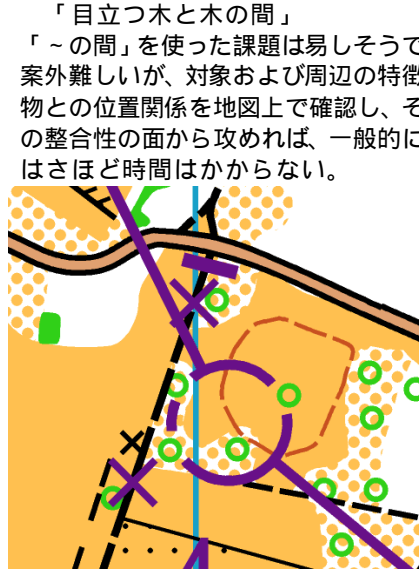 「目立つ木と木の間」
「~の間」を使った課題は易しそうで
案外難しいが、対象および周辺の特徴
物との位置関係を地図上で確認し、そ
の整合性の面から攻めれば、一般的に
はさほど時間はかからない。